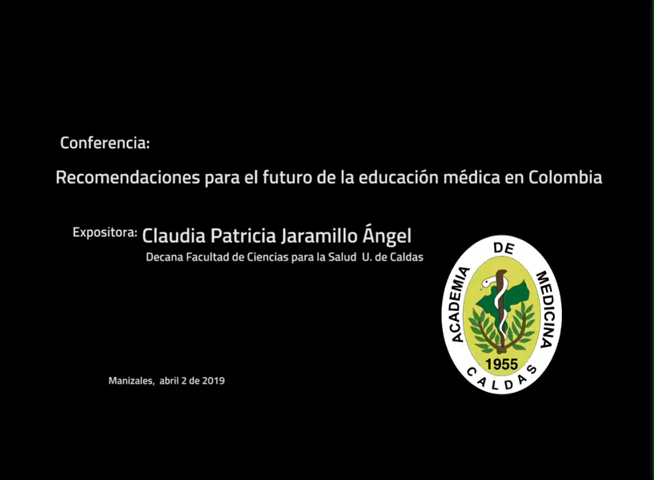 Conferencia:
Recomendaciones para el futuro de la educación médica en Colombia
Expositora: Claudia Patricia Jaramillo Ángel
Decana Facultad de Ciencias para la Salud U. de Caldas
ACADEMIA DE MEDICINA
1955
CALDAS
Manizales, abril 2 de 2019